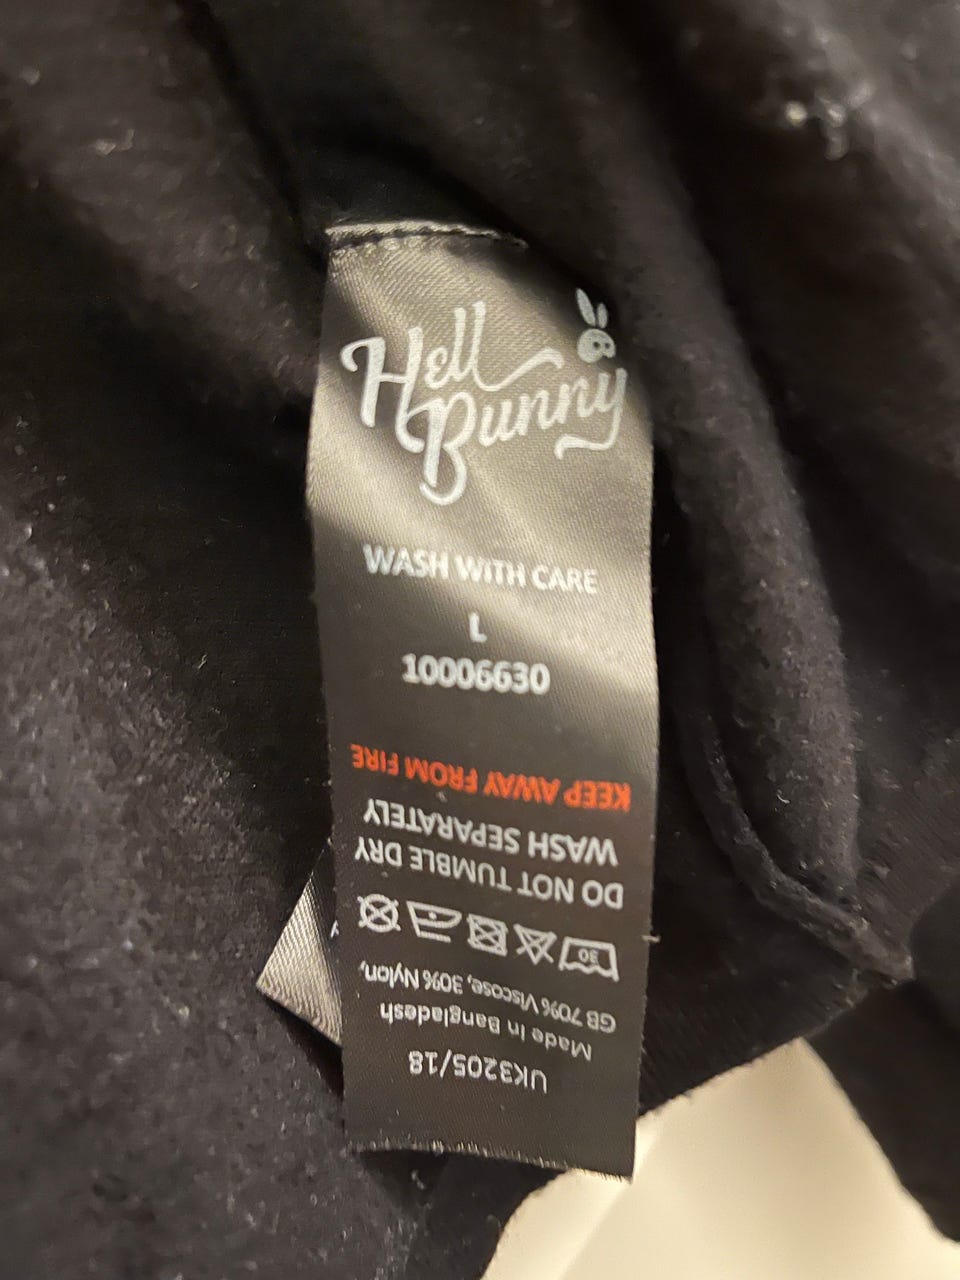 Hell
Bunny
WASH WITH CARE
L
10006630
UK3205/18
Made in Bangladesh
GB 70% Viscose, 30% Nylon,
30
DO NOT TUMBLE DRY
WASH SEPARATELY
KEEP AWAY FROM FIRE